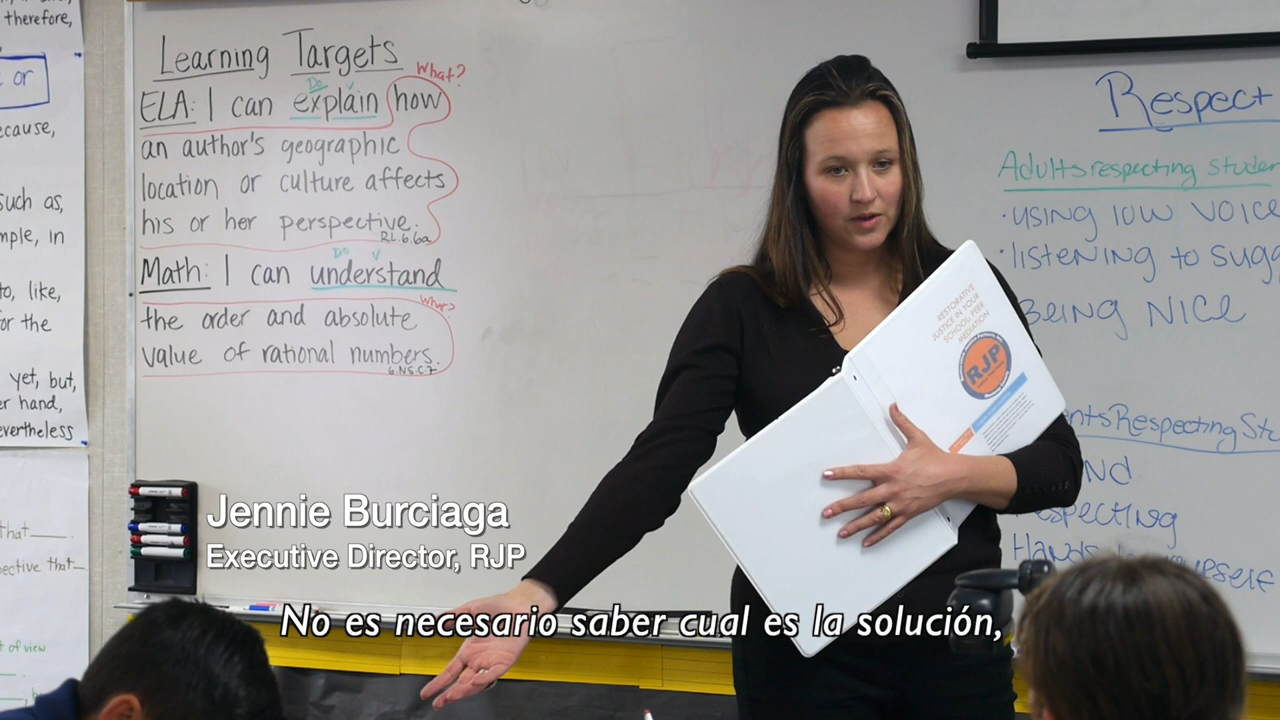 therefore,
e or
ecause,
such as,
mple, in
to, like,
for the
yet, but,
er hand,
evertheless
that
ective that
t of view
Learning Targets
What?
Do V
ELA: I can explain how
an author's geographic
location or culture affects
his or her perspective.
RL.6.6a
Do V
Math: I can understand
What?
the order and absolute
value of rational numbers.
6.NS.C.7
RESTORATIVE
JUSTICE IN YOUR
SCHOOL: PEER
MEDIATION
RJP
Respect
Adults respecting studen
·using low voice
·listening to sugg
Being Nice
ents Respecting Stu
nd
especting
Hands to yourself
Jennie Burciaga
Executive Director, RJP
No es necesario saber cual es la solución,